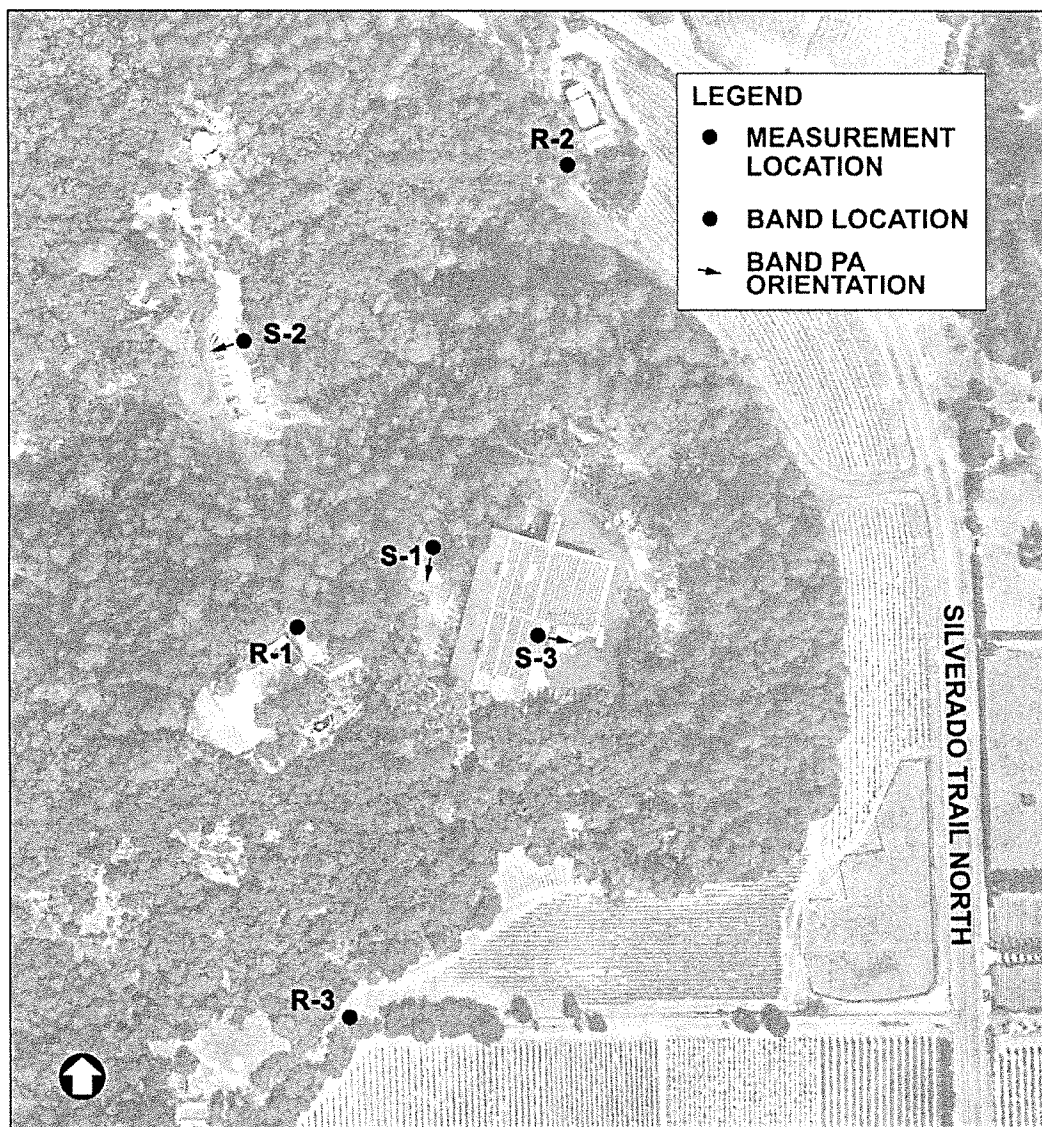 LEGEND
MEASUREMENT
LOCATION
BAND LOCATION
BAND PA
ORIENTATION
R-2
S-2
S-1
R-1
S-3
SILVERADO TRAIL NORTH
R-3